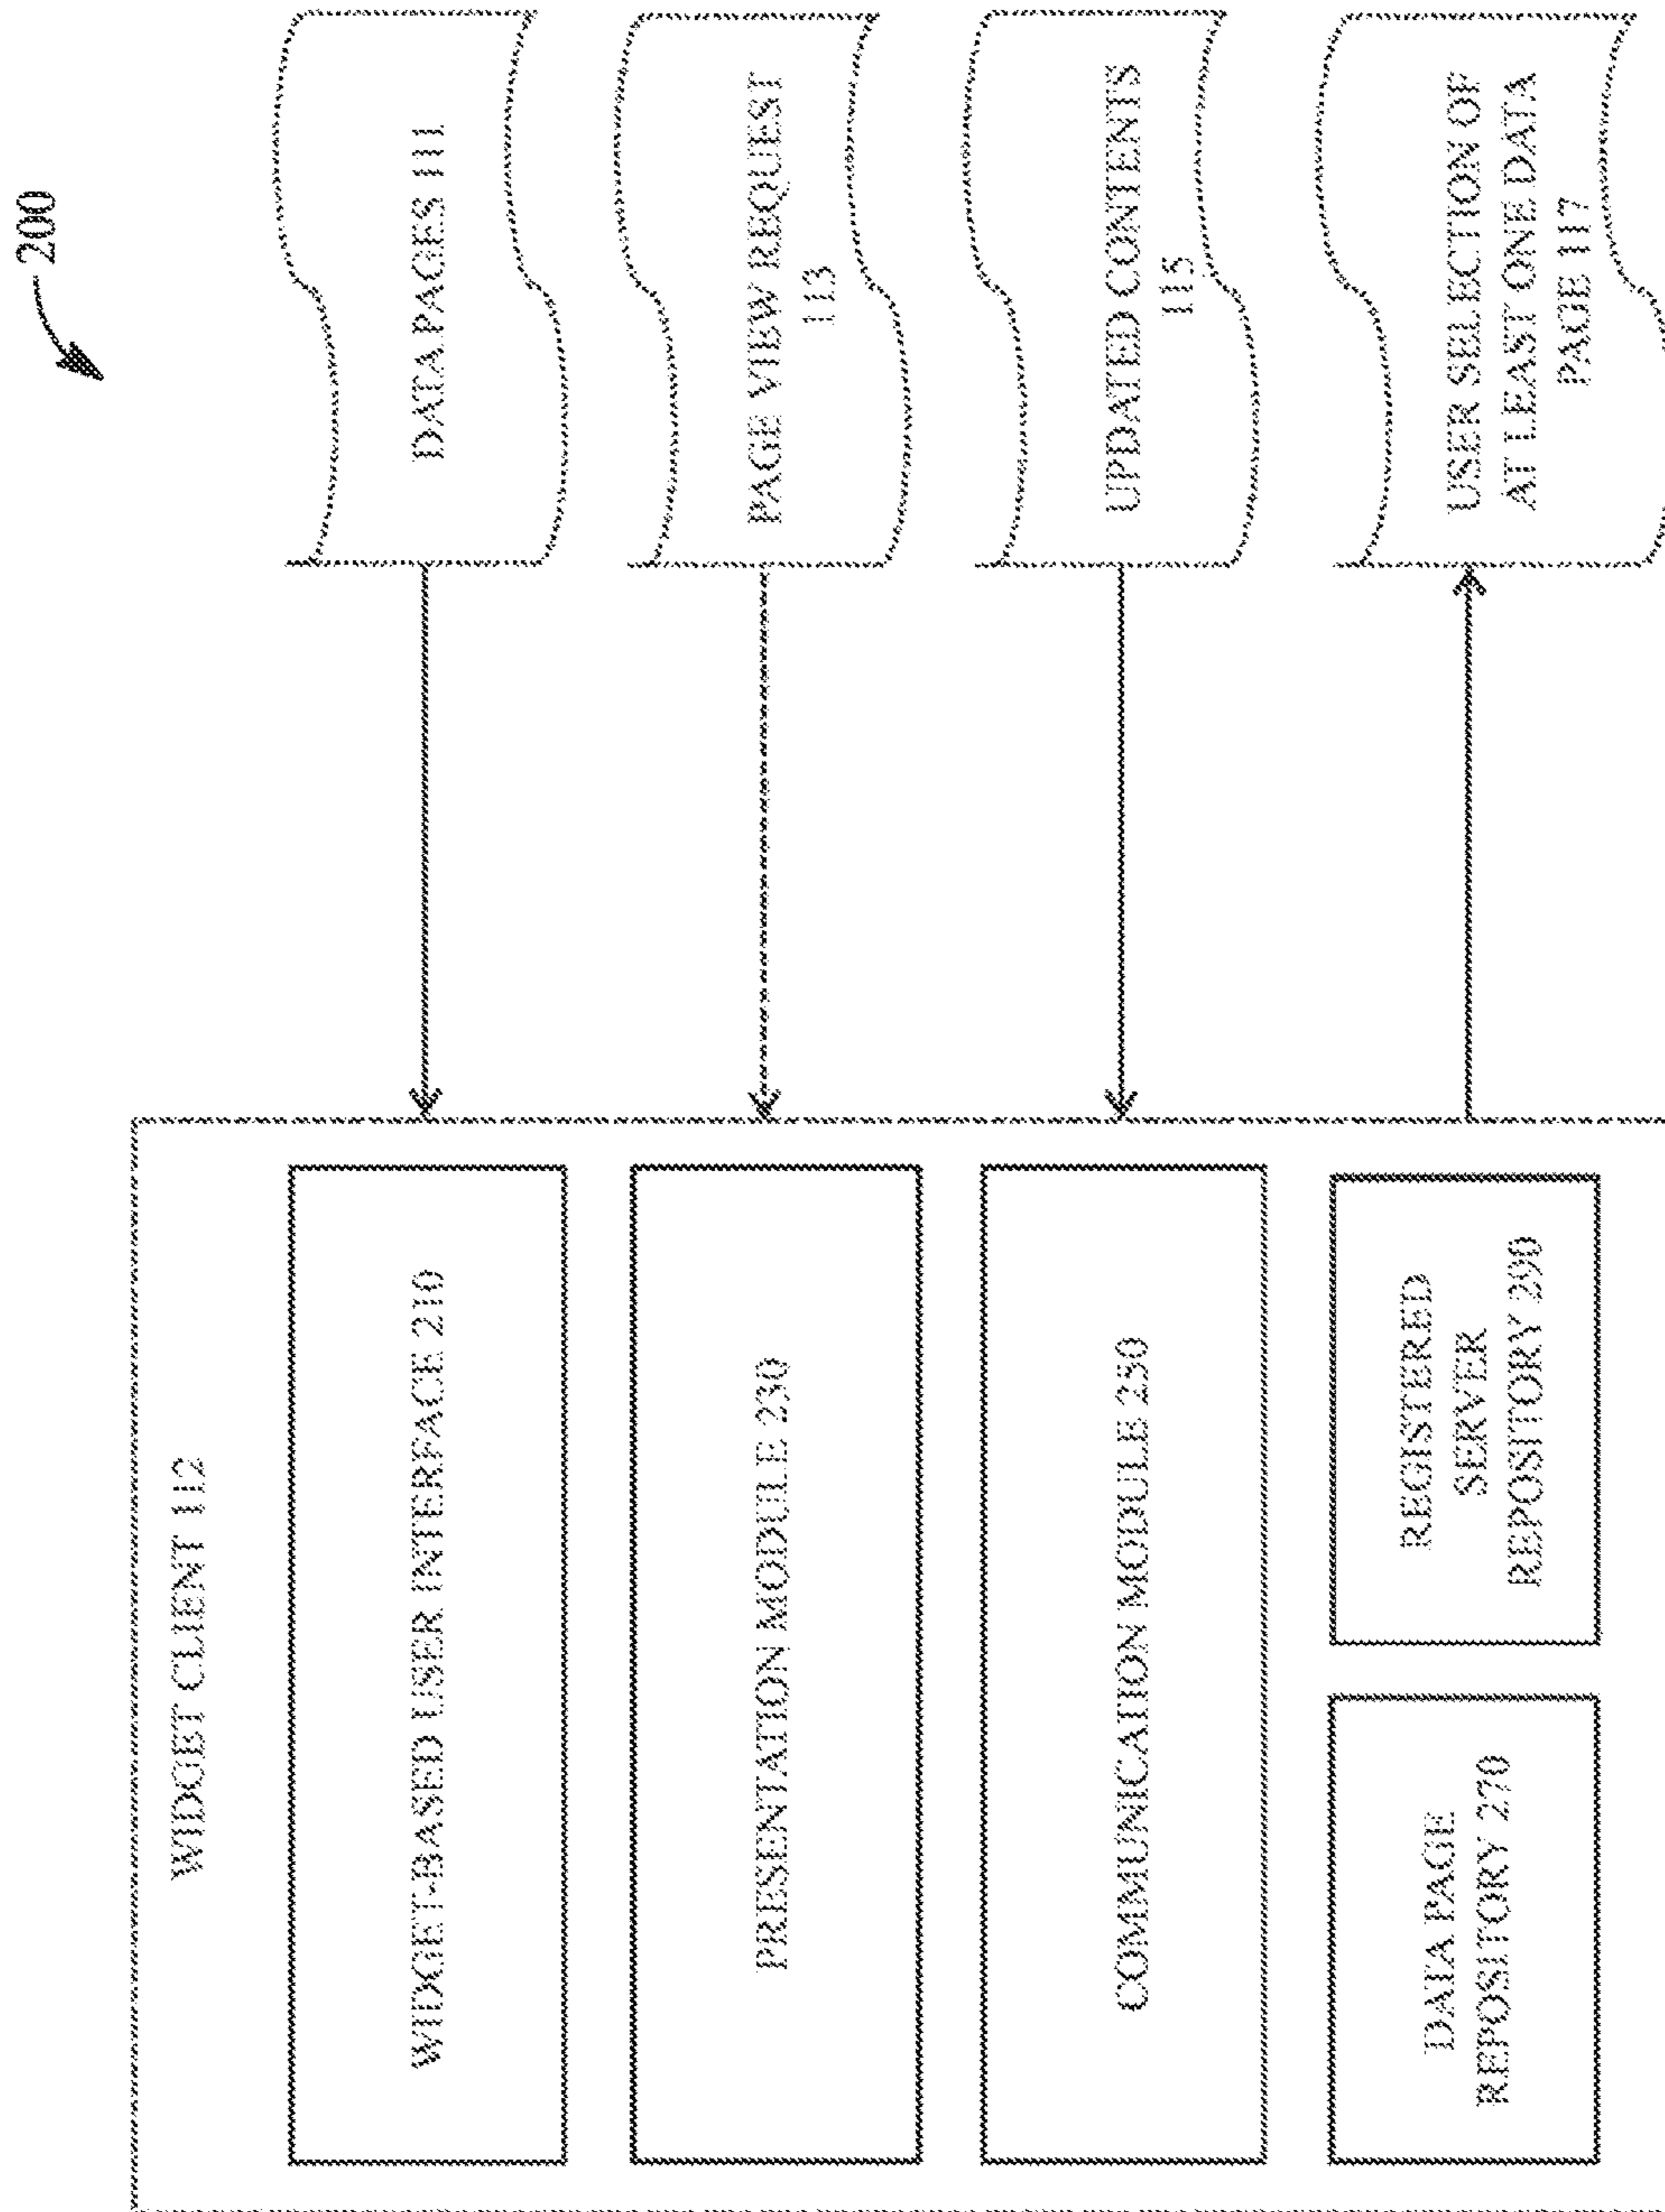 200
WIDGET CLIENT 112
WIDGET-BASED USER INTERFACE 210
PRESENTATION MODULE 230
COMMUNICATION MODULE 250
DATA PAGE
REPOSITORY 270
REGISTERED
SERVER
REPOSITORY 290
DATA PAGES 111
PAGE VIEW REQUEST
113
UPDATED CONTENTS
115
USER SELECTION OF
AT LEAST ONE DATA
PAGE 117